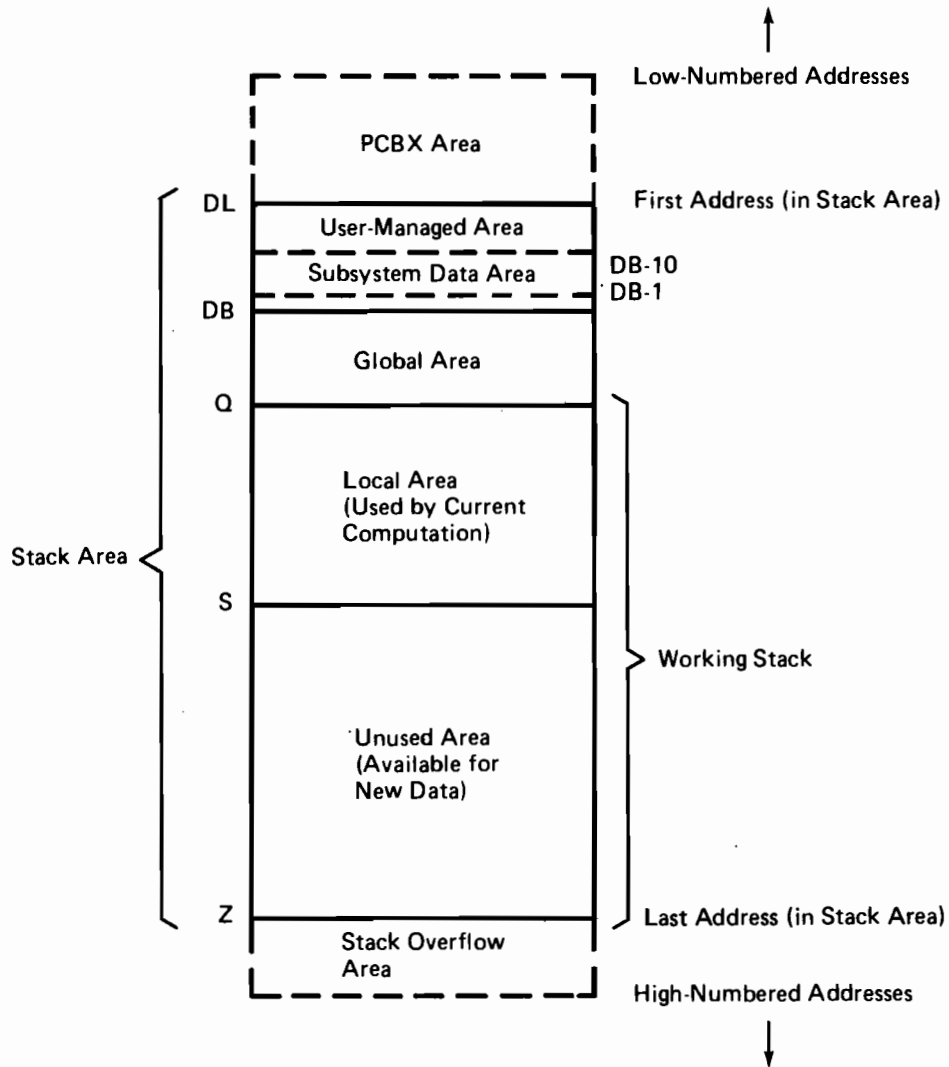 Low-Numbered Addresses
PCBX Area
DL
First Address (in Stack Area)
User-Managed Area
Subsystem Data Area
DB-10
DB-1
DB
Global Area
Q
Local Area
(Used by Current
Computation)
Stack Area
S
Working Stack
Unused Area
(Available for
New Data)
Z
Last Address (in Stack Area)
Stack Overflow
Area
High-Numbered Addresses